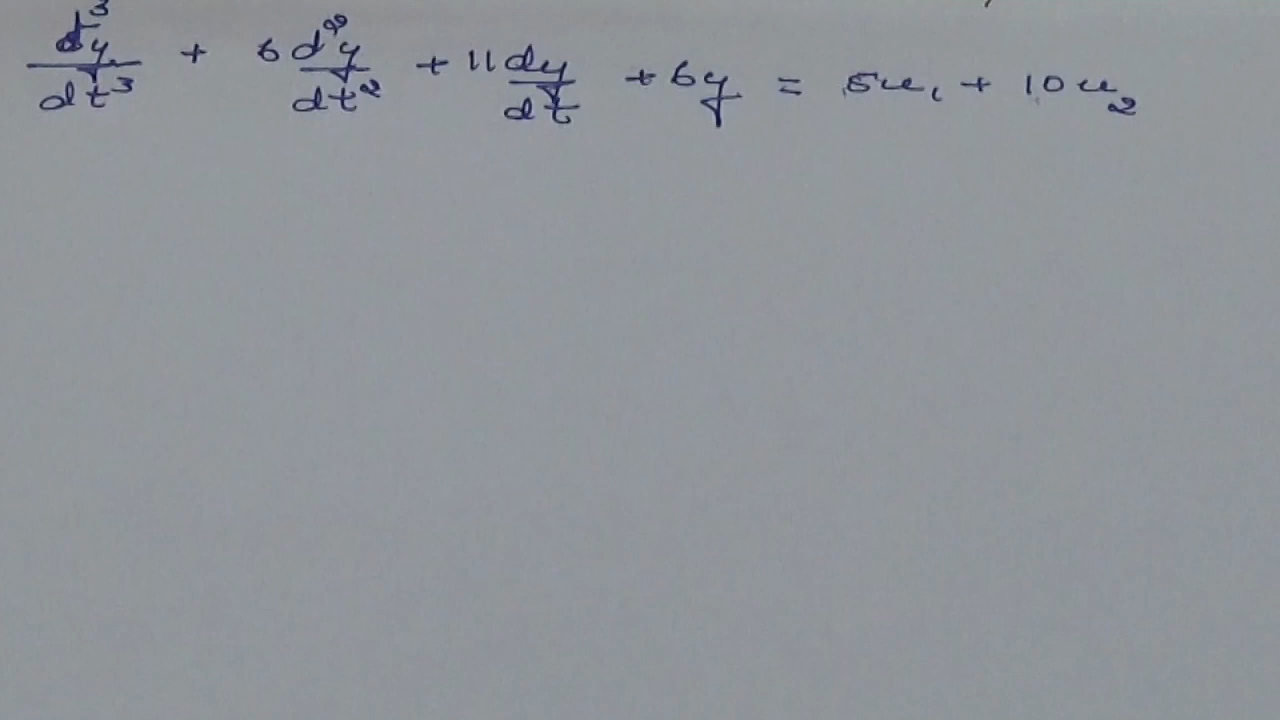 d³y/dt³ + 6 d²y/dt² + 11 dy/dt + 6y = 5u₁ + 10u₂